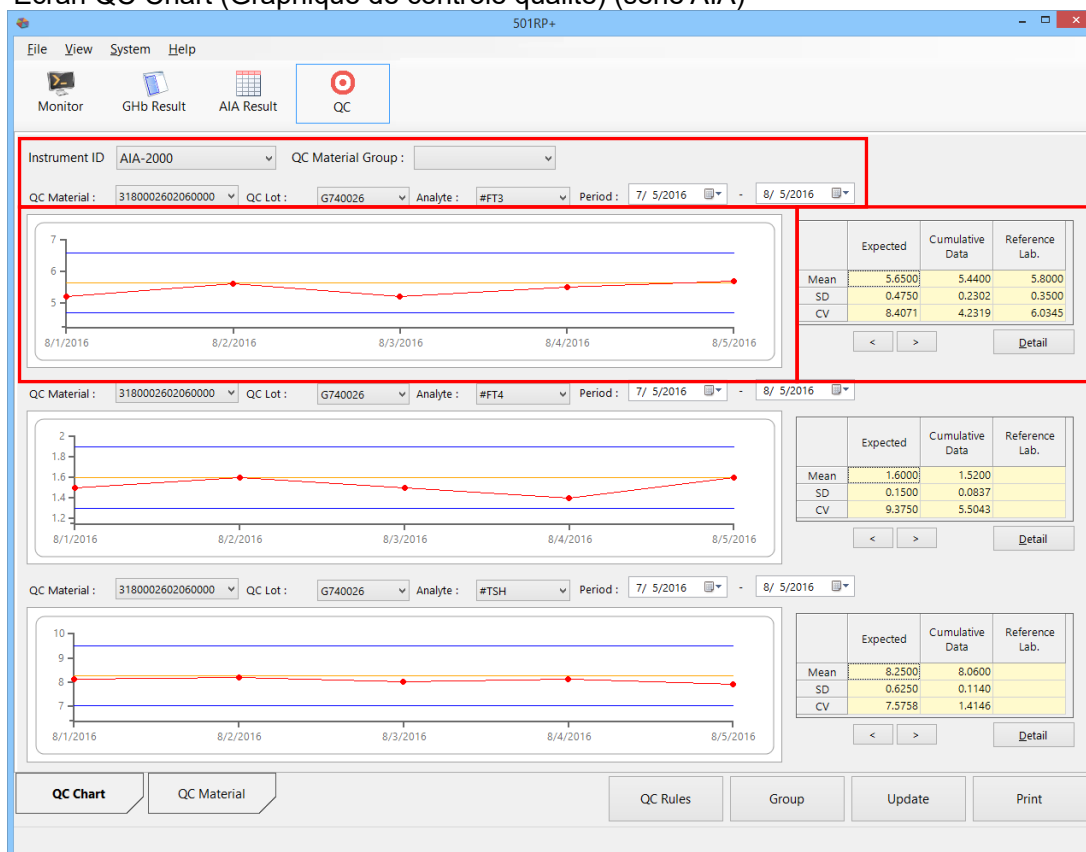 Ecran QC Chart (Graphique de contrôle qualité) (série AIA)
501RP+
File View System Help
Monitor GHb Result AIA Result QC
Instrument ID AIA-2000 QC Material Group :
QC Material : 3180002602060000 QC Lot : G740026 Analyte : #FT3 Period : 7/ 5/2016 - 8/ 5/2016
7
6
5
8/1/2016 8/2/2016 8/3/2016 8/4/2016 8/5/2016
Expected Cumulative Data Reference Lab.
Mean 5.6500 5.4400 5.8000
SD 0.4750 0.2302 0.3500
CV 8.4071 4.2319 6.0345
< > Detail
QC Material : 3180002602060000 QC Lot : G740026 Analyte : #FT4 Period : 7/ 5/2016 - 8/ 5/2016
2
1.8
1.6
1.4
1.2
8/1/2016 8/2/2016 8/3/2016 8/4/2016 8/5/2016
Expected Cumulative Data Reference Lab.
Mean 1.6000 1.5200
SD 0.1500 0.0837
CV 9.3750 5.5043
< > Detail
QC Material : 3180002602060000 QC Lot : G740026 Analyte : #TSH Period : 7/ 5/2016 - 8/ 5/2016
10
9
8
7
8/1/2016 8/2/2016 8/3/2016 8/4/2016 8/5/2016
Expected Cumulative Data Reference Lab.
Mean 8.2500 8.0600
SD 0.6250 0.1140
CV 7.5758 1.4146
< > Detail
QC Chart QC Material QC Rules Group Update Print